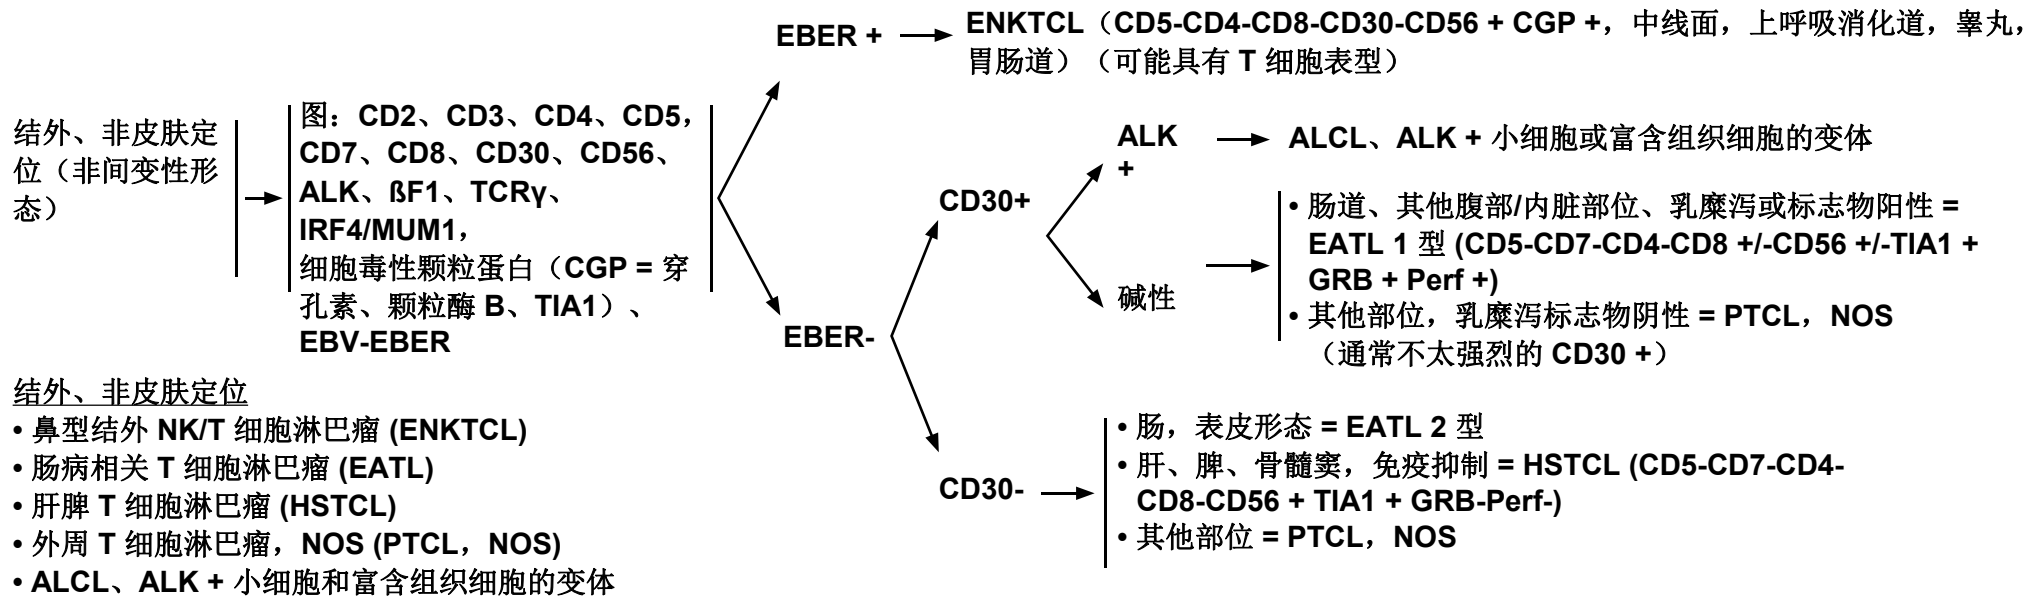 结外、非皮肤定
位（非间变性形
态）
图：CD2、CD3、CD4、CD5，
CD7、CD8、CD30、CD56、
ALK、ßF1、TCRγ、
IRF4/MUM1，
细胞毒性颗粒蛋白（CGP = 穿
孔素、颗粒酶 B、TIA1）、
EBV-EBER
EBER +
ENKTCL（CD5-CD4-CD8-CD30-CD56 + CGP +，中线面，上呼吸消化道，睾丸，
胃肠道）（可能具有 T 细胞表型）
EBER-
CD30+
ALK
+
ALCL、ALK + 小细胞或富含组织细胞的变体
碱性
• 肠道、其他腹部/内脏部位、乳糜泻或标志物阳性 =
EATL 1 型 (CD5-CD7-CD4-CD8 +/-CD56 +/-TIA1 +
GRB + Perf +)
• 其他部位，乳糜泻标志物阴性 = PTCL，NOS
（通常不太强烈的 CD30 +）
CD30-
• 肠，表皮形态 = EATL 2 型
• 肝、脾、骨髓窦，免疫抑制 = HSTCL (CD5-CD7-CD4-
CD8-CD56 + TIA1 + GRB-Perf-)
• 其他部位 = PTCL，NOS
结外、非皮肤定位
• 鼻型结外 NK/T 细胞淋巴瘤 (ENKTCL)
• 肠病相关 T 细胞淋巴瘤 (EATL)
• 肝脾 T 细胞淋巴瘤 (HSTCL)
• 外周 T 细胞淋巴瘤，NOS (PTCL，NOS)
• ALCL、ALK + 小细胞和富含组织细胞的变体